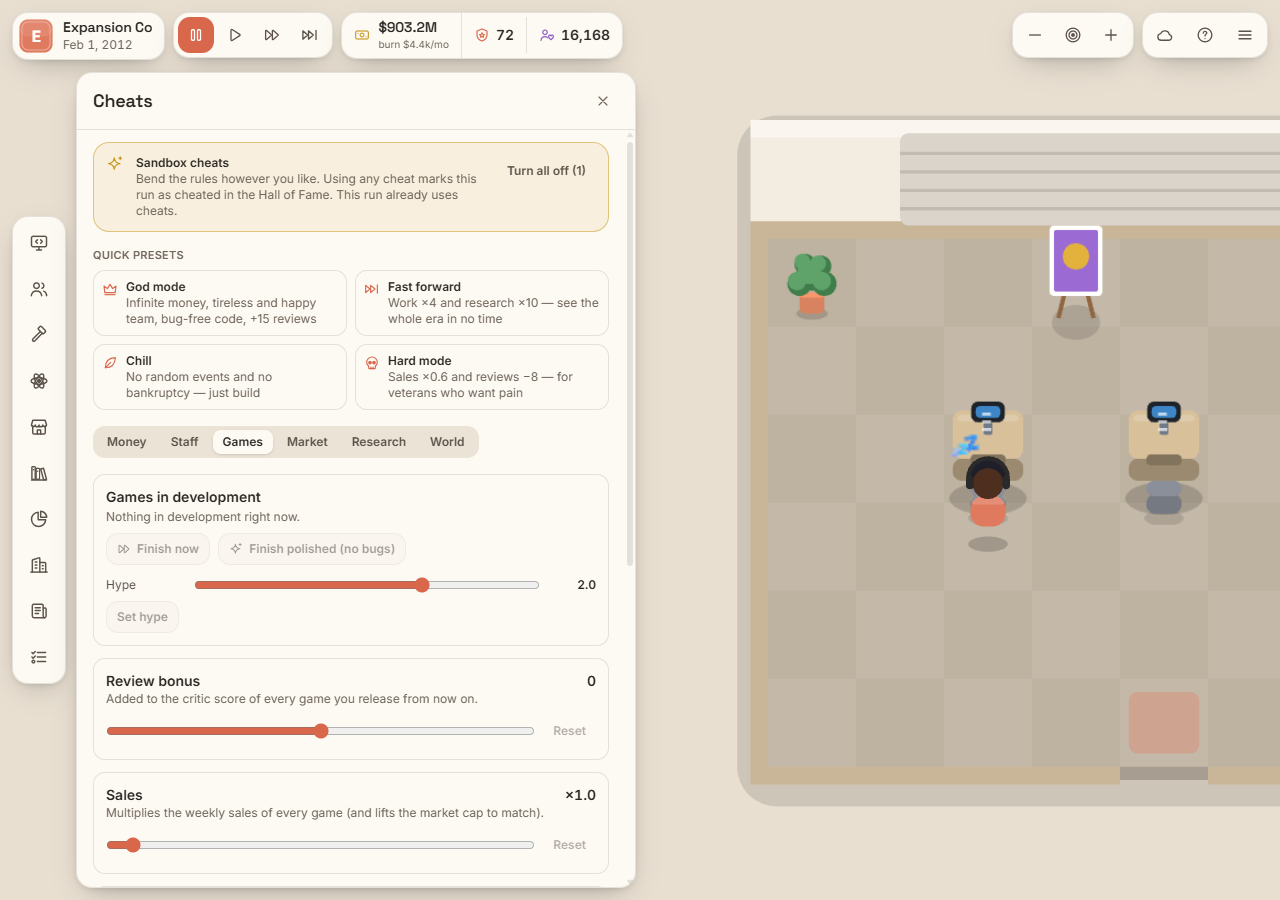 E
Expansion Co
Feb 1, 2012
$903.2M
burn $4.4k/mo
72
16,168
Cheats
Sandbox cheats
Bend the rules however you like. Using any cheat marks this
run as cheated in the Hall of Fame. This run already uses
cheats.
Turn all off (1)
QUICK PRESETS
God mode
Infinite money, tireless and happy
team, bug-free code, +15 reviews
Fast forward
Work ×4 and research ×10 — see the
whole era in no time
Chill
No random events and no
bankruptcy — just build
Hard mode
Sales ×0.6 and reviews −8 — for
veterans who want pain
Money Staff Games Market Research World
Games in development
Nothing in development right now.
Finish now
Finish polished (no bugs)
Hype
2.0
Set hype
Review bonus
0
Added to the critic score of every game you release from now on.
Reset
Sales
×1.0
Multiplies the weekly sales of every game (and lifts the market cap to match).
Reset